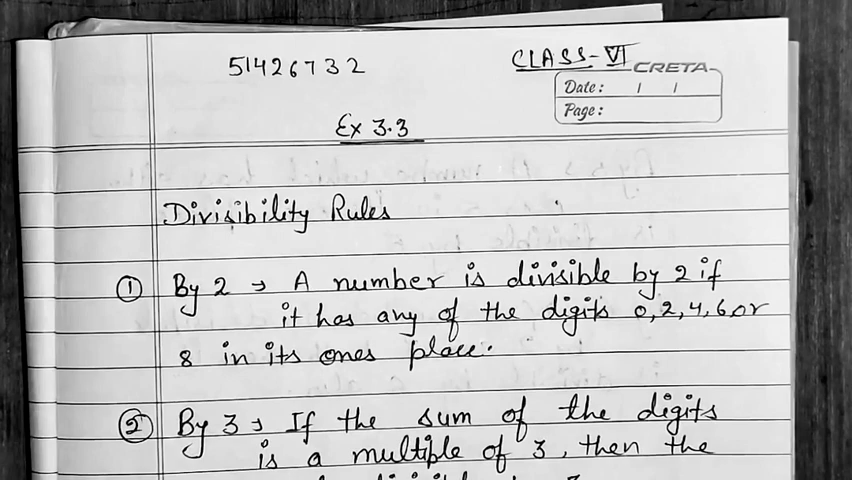 51426732
CLASS-VI
CRETA
Date: / /
Page:
Ex 3.3
Divisibility Rules
① By 2 → A number is divisible by 2 if
it has any of the digits 0, 2, 4, 6, or
8 in its ones place.
② By 3 → If the sum of the digits
is a multiple of 3, then the